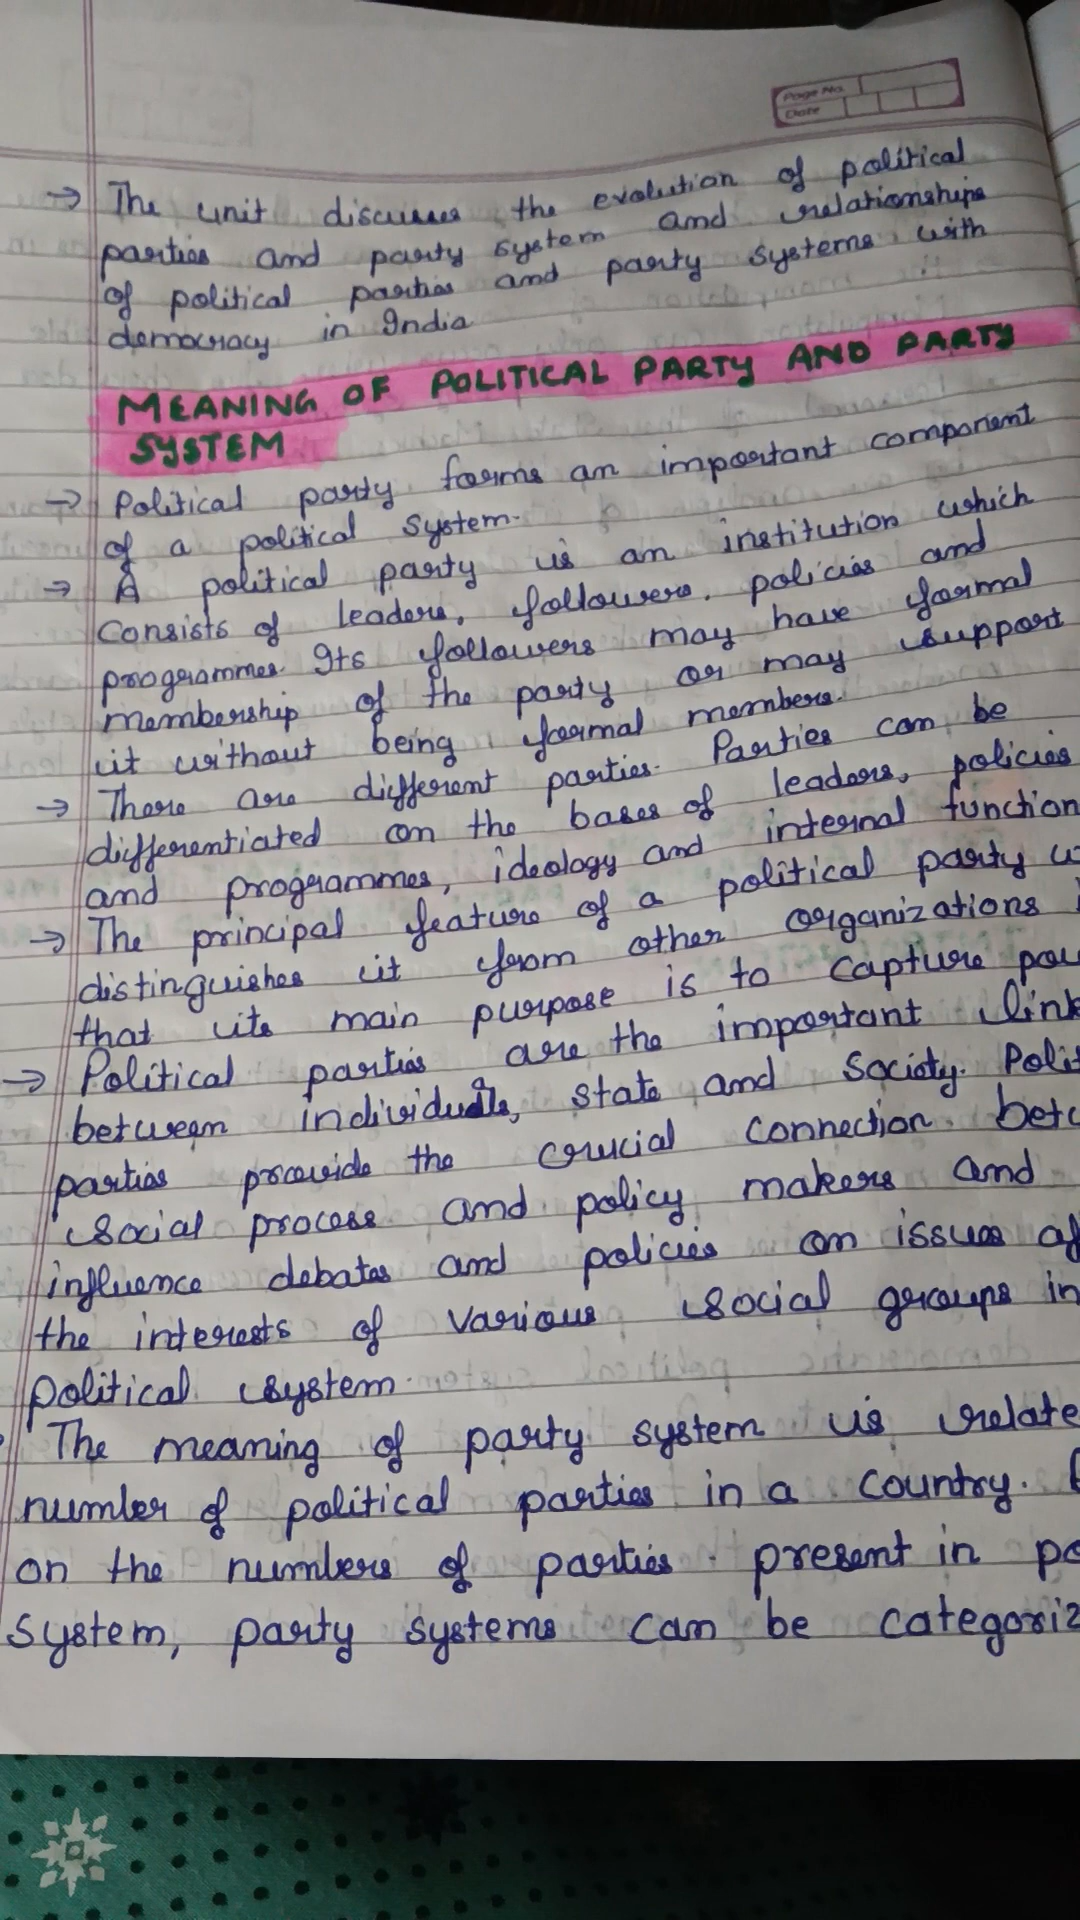 Page No.
Date
→ The unit discusses the evolution of political
parties and party system and relationships
of political parties and party systems with
democracy in India
MEANING OF POLITICAL PARTY AND PARTY
SYSTEM
→ Political party forms an important component
of a political system.
→ A political party is an institution which
consists of leaders, followers, policies and
programmes. Its followers may have formal
membership of the party or may support
it without being formal members.
→ There are different parties. Parties can be
differentiated on the bases of leaders, policies
and programmes, ideology and internal function
→ The principal feature of a political party
distinguishes it from other organizations
that its main purpose is to capture
→ Political parties are the important link
between individuals, state and society. Polit
parties provide the crucial connection betw
social process and policy makers and
influence debates and policies on issues af
the interests of various social groups in
political system.
The meaning of party system is relate
number of political parties in a country.
on the numbers of parties present in po
system, party systems can be categoriz